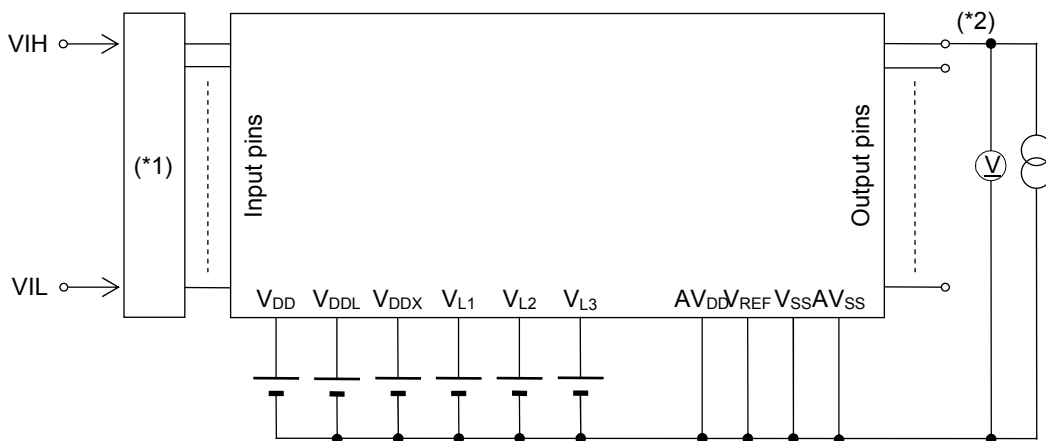 (*2)
VIH
(*1)
Input pins
Output pins
V
VIL
VDD VDDL VDDX VL1 VL2 VL3 AVDD VREF VSS AVSS